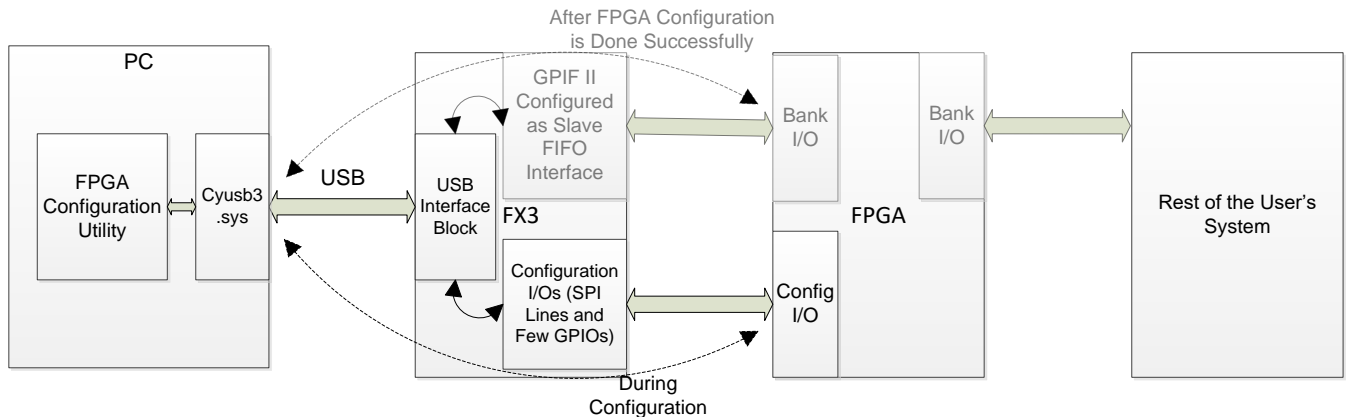 After FPGA Configuration
is Done Successfully
PC
FPGA
Configuration
Utility
Cyusb3
.sys
USB
USB
Interface
Block
FX3
GPIF II
Configured
as Slave
FIFO
Interface
Configuration
I/Os (SPI
Lines and
Few GPIOs)
During
Configuration
Bank
I/O
Bank
I/O
FPGA
Config
I/O
Rest of the User's
System